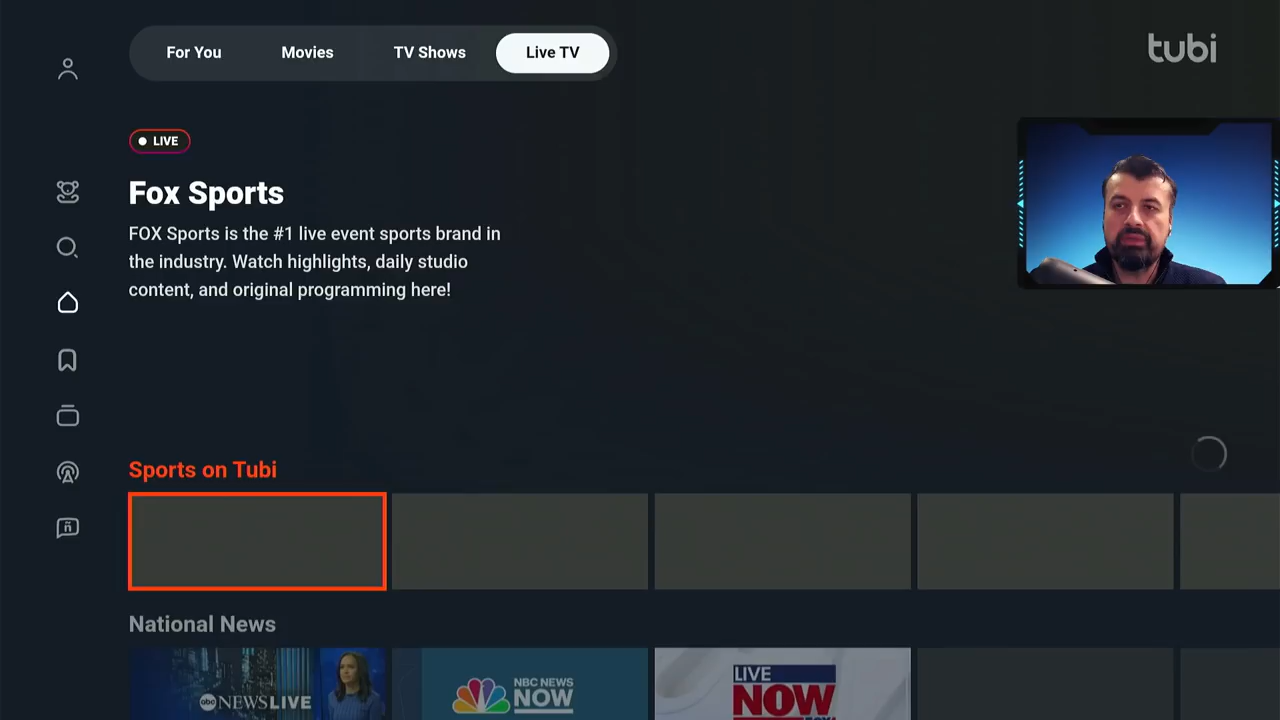 For You
Movies
TV Shows
Live TV
tubi
LIVE
Fox Sports
FOX Sports is the #1 live event sports brand in
the industry. Watch highlights, daily studio
content, and original programming here!
Sports on Tubi
ñ
National News
abc NEWSLIVE
NBC NEWS
NOW
LIVE
NOW
FOX